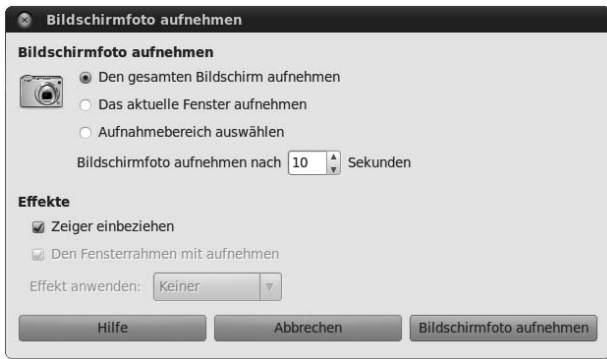 Bildschirmfoto aufnehmen
Bildschirmfoto aufnehmen
Den gesamten Bildschirm aufnehmen
Das aktuelle Fenster aufnehmen
Aufnahmebereich auswählen
Bildschirmfoto aufnehmen nach 10 Sekunden
Effekte
Zeiger einbeziehen
Den Fensterrahmen mit aufnehmen
Effekt anwenden: Keiner
Hilfe Abbrechen Bildschirmfoto aufnehmen